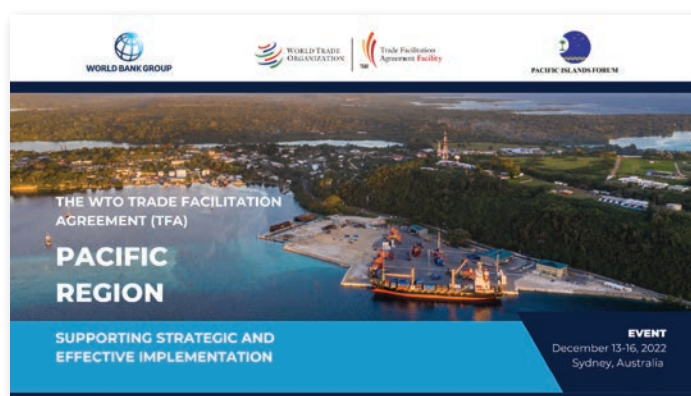 WORLD BANK GROUP
WORLD TRADE
ORGANIZATION
Trade Facilitation
Agreement Facility
PACIFIC ISLANDS FORUM
THE WTO TRADE FACILITATION
AGREEMENT (TFA)
PACIFIC
REGION
SUPPORTING STRATEGIC AND
EFFECTIVE IMPLEMENTATION
EVENT
December 13-16, 2022
Sydney, Australia